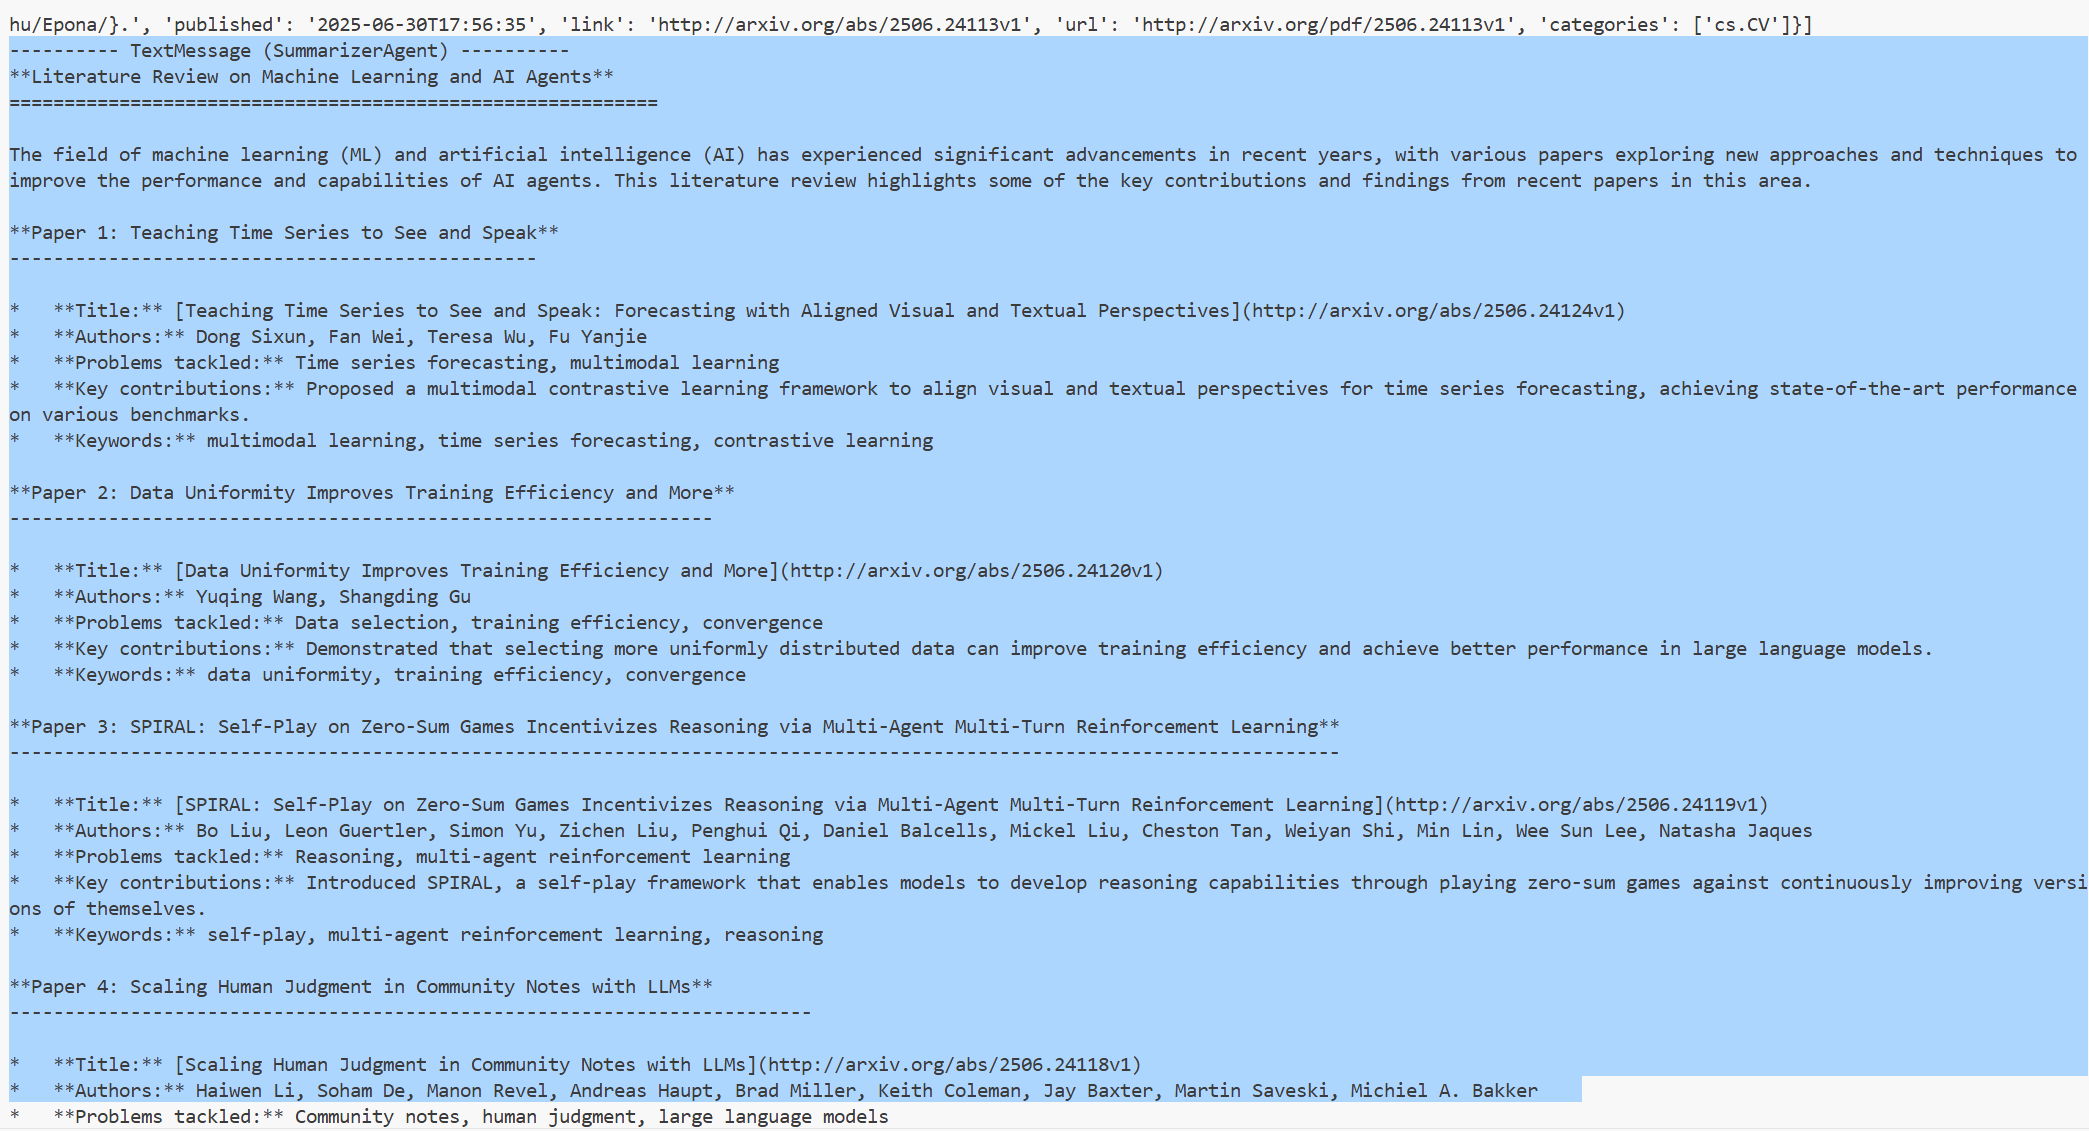 hu/Epona/}.', 'published': '2025-06-30T17:56:35', 'link': 'http://arxiv.org/abs/2506.24113v1', 'url': 'http://arxiv.org/pdf/2506.24113v1', 'categories': ['cs.CV']}]
---------- TextMessage (SummarizerAgent) ----------
**Literature Review on Machine Learning and AI Agents**
===========================================================
The field of machine learning (ML) and artificial intelligence (AI) has experienced significant advancements in recent years, with various papers exploring new approaches and techniques to
improve the performance and capabilities of AI agents. This literature review highlights some of the key contributions and findings from recent papers in this area.
**Paper 1: Teaching Time Series to See and Speak**
------------------------------------------------
*   **Title:** [Teaching Time Series to See and Speak: Forecasting with Aligned Visual and Textual Perspectives](http://arxiv.org/abs/2506.24124v1)
*   **Authors:** Dong Sixun, Fan Wei, Teresa Wu, Fu Yanjie
*   **Problems tackled:** Time series forecasting, multimodal learning
*   **Key contributions:** Proposed a multimodal contrastive learning framework to align visual and textual perspectives for time series forecasting, achieving state-of-the-art performance
on various benchmarks.
*   **Keywords:** multimodal learning, time series forecasting, contrastive learning
**Paper 2: Data Uniformity Improves Training Efficiency and More**
----------------------------------------------------------------
*   **Title:** [Data Uniformity Improves Training Efficiency and More](http://arxiv.org/abs/2506.24120v1)
*   **Authors:** Yuqing Wang, Shangding Gu
*   **Problems tackled:** Data selection, training efficiency, convergence
*   **Key contributions:** Demonstrated that selecting more uniformly distributed data can improve training efficiency and achieve better performance in large language models.
*   **Keywords:** data uniformity, training efficiency, convergence
**Paper 3: SPIRAL: Self-Play on Zero-Sum Games Incentivizes Reasoning via Multi-Agent Multi-Turn Reinforcement Learning**
-------------------------------------------------------------------------------------------------------------------------
*   **Title:** [SPIRAL: Self-Play on Zero-Sum Games Incentivizes Reasoning via Multi-Agent Multi-Turn Reinforcement Learning](http://arxiv.org/abs/2506.24119v1)
*   **Authors:** Bo Liu, Leon Guertler, Simon Yu, Zichen Liu, Penghui Qi, Daniel Balcells, Mickel Liu, Cheston Tan, Weiyan Shi, Min Lin, Wee Sun Lee, Natasha Jaques
*   **Problems tackled:** Reasoning, multi-agent reinforcement learning
*   **Key contributions:** Introduced SPIRAL, a self-play framework that enables models to develop reasoning capabilities through playing zero-sum games against continuously improving versi
ons of themselves.
*   **Keywords:** self-play, multi-agent reinforcement learning, reasoning
**Paper 4: Scaling Human Judgment in Community Notes with LLMs**
-------------------------------------------------------------------------
*   **Title:** [Scaling Human Judgment in Community Notes with LLMs](http://arxiv.org/abs/2506.24118v1)
*   **Authors:** Haiwen Li, Soham De, Manon Revel, Andreas Haupt, Brad Miller, Keith Coleman, Jay Baxter, Martin Saveski, Michiel A. Bakker
*   **Problems tackled:** Community notes, human judgment, large language models